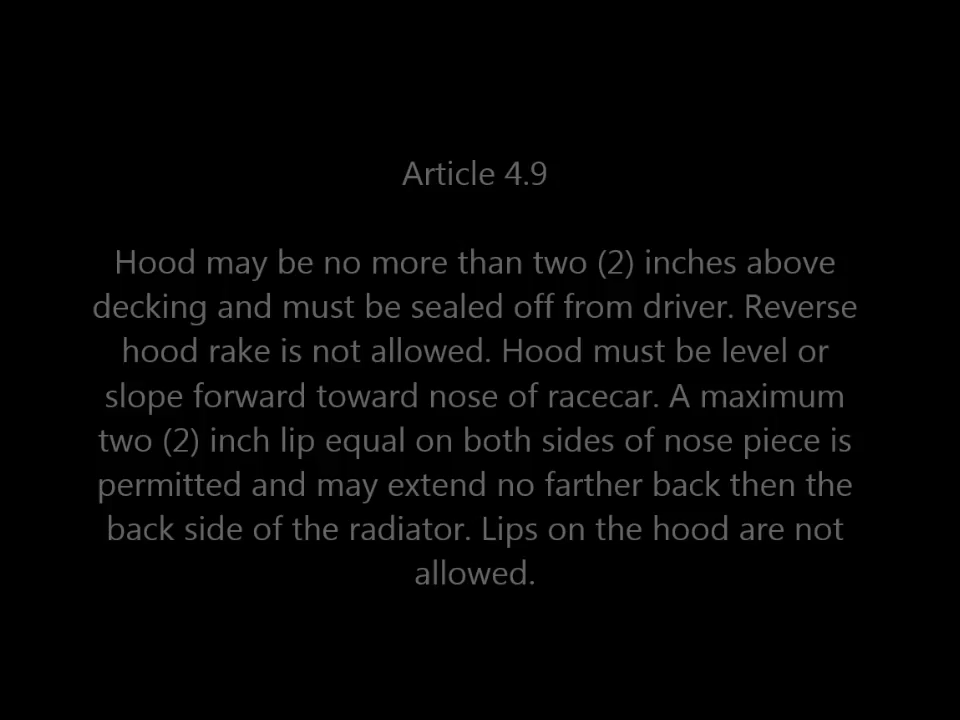 Article 4.9
Hood may be no more than two (2) inches above
decking and must be sealed off from driver. Reverse
hood rake is not allowed. Hood must be level or
slope forward toward nose of racecar. A maximum
two (2) inch lip equal on both sides of nose piece is
permitted and may extend no farther back then the
back side of the radiator. Lips on the hood are not
allowed.